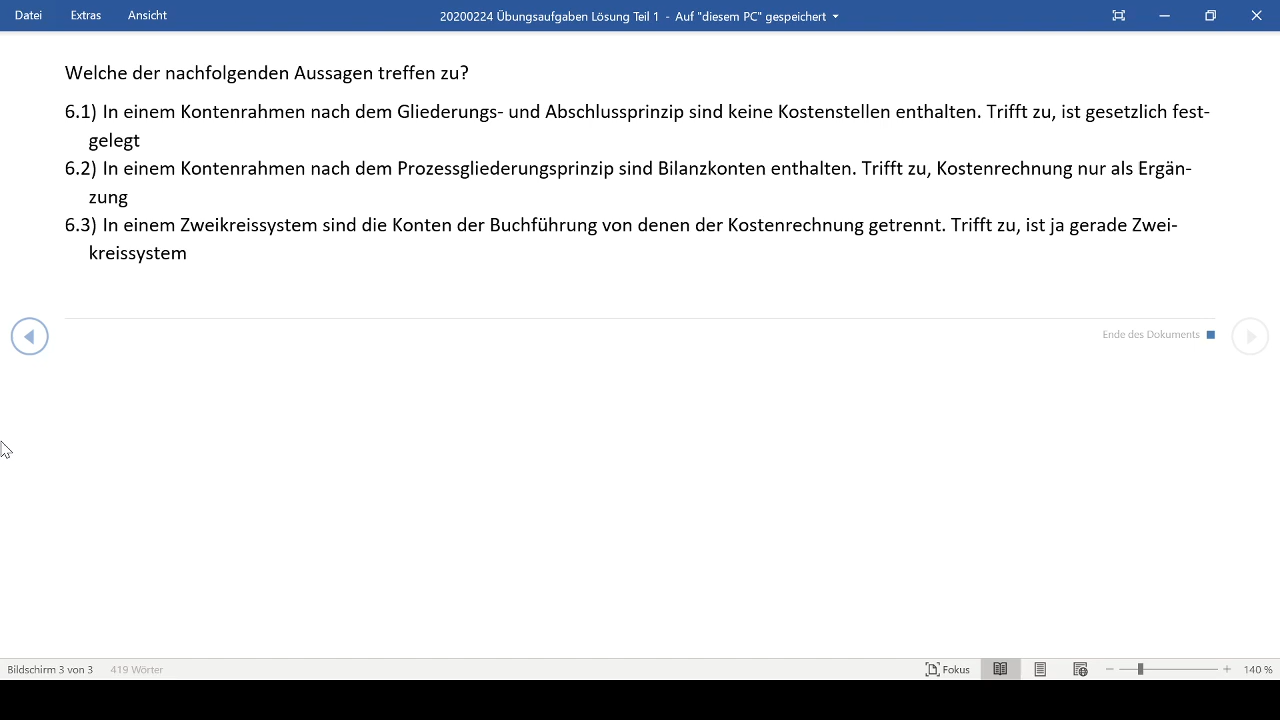 Datei Extras Ansicht 20200224 Übungsaufgaben Lösung Teil 1 - Auf "diesem PC" gespeichert
Welche der nachfolgenden Aussagen treffen zu?
6.1) In einem Kontenrahmen nach dem Gliederungs- und Abschlussprinzip sind keine Kostenstellen enthalten. Trifft zu, ist gesetzlich fest-
gelegt
6.2) In einem Kontenrahmen nach dem Prozessgliederungsprinzip sind Bilanzkonten enthalten. Trifft zu, Kostenrechnung nur als Ergän-
zung
6.3) In einem Zweikreissystem sind die Konten der Buchführung von denen der Kostenrechnung getrennt. Trifft zu, ist ja gerade Zwei-
kreissystem
Ende des Dokuments
Bildschirm 3 von 3 419 Wörter Fokus 140 %